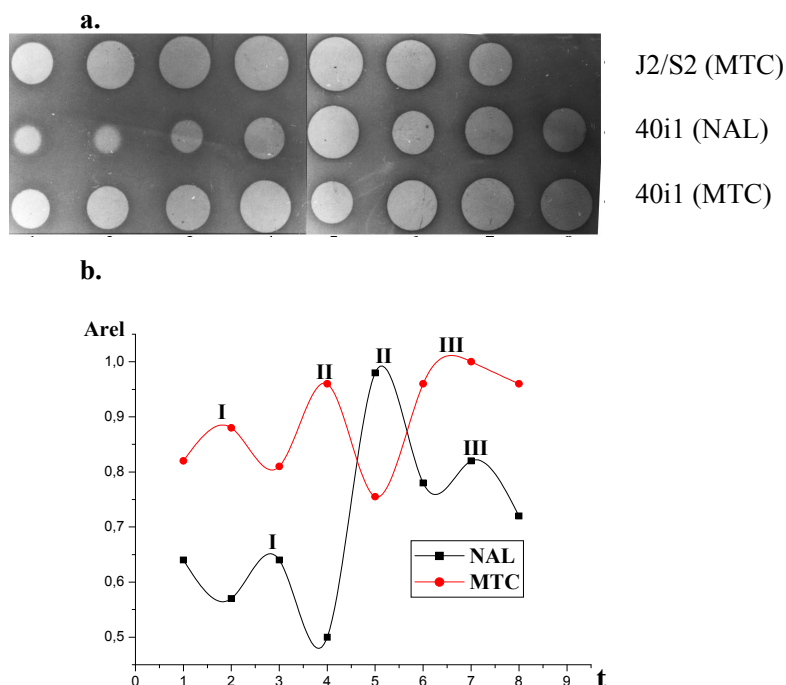 a.
J2/S2 (MTC)
40i1 (NAL)
40i1 (MTC)
b.
Arel
1,0
0,9
0,8
0,7
0,6
0,5
I
II
II
III
I
III
NAL
MTC
0 1 2 3 4 5 6 7 8 9 t